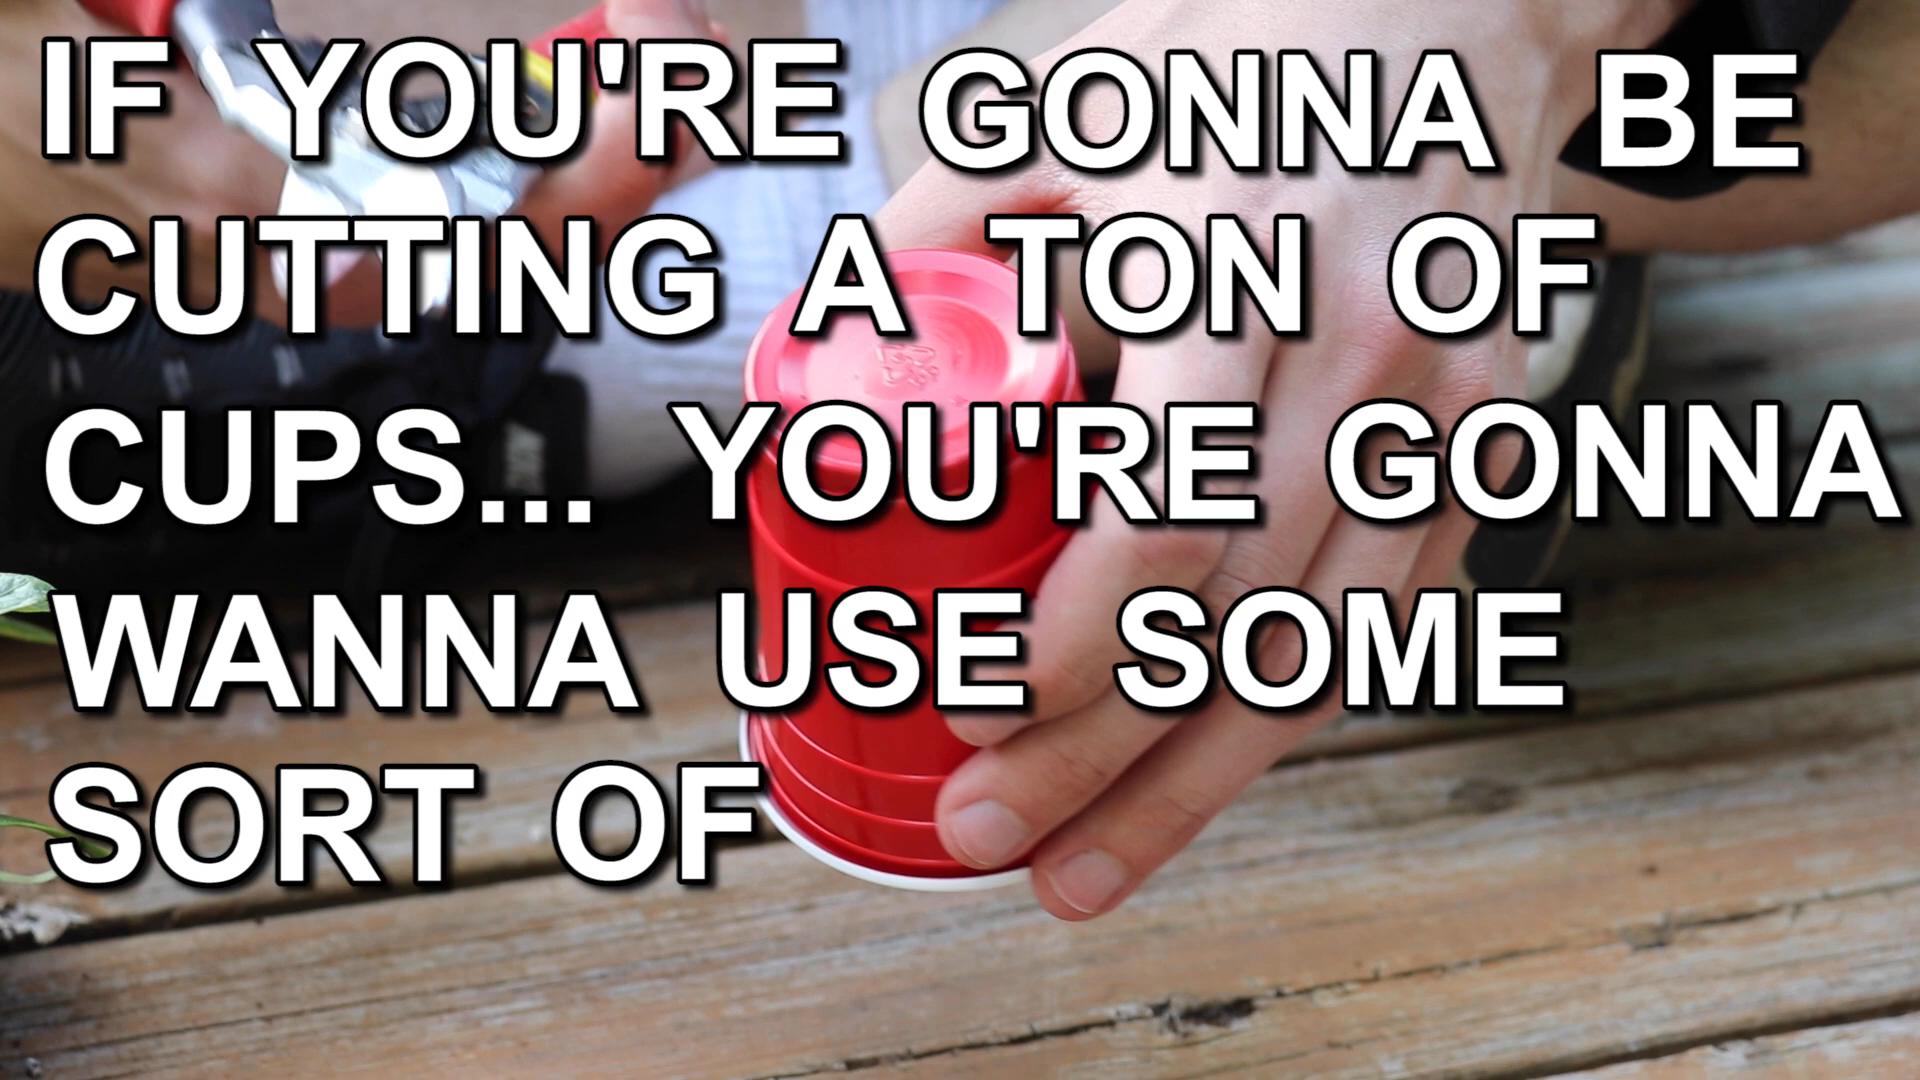 IF YOU'RE GONNA BE
CUTTING A TON OF
CUPS... YOU'RE GONNA
WANNA USE SOME
SORT OF